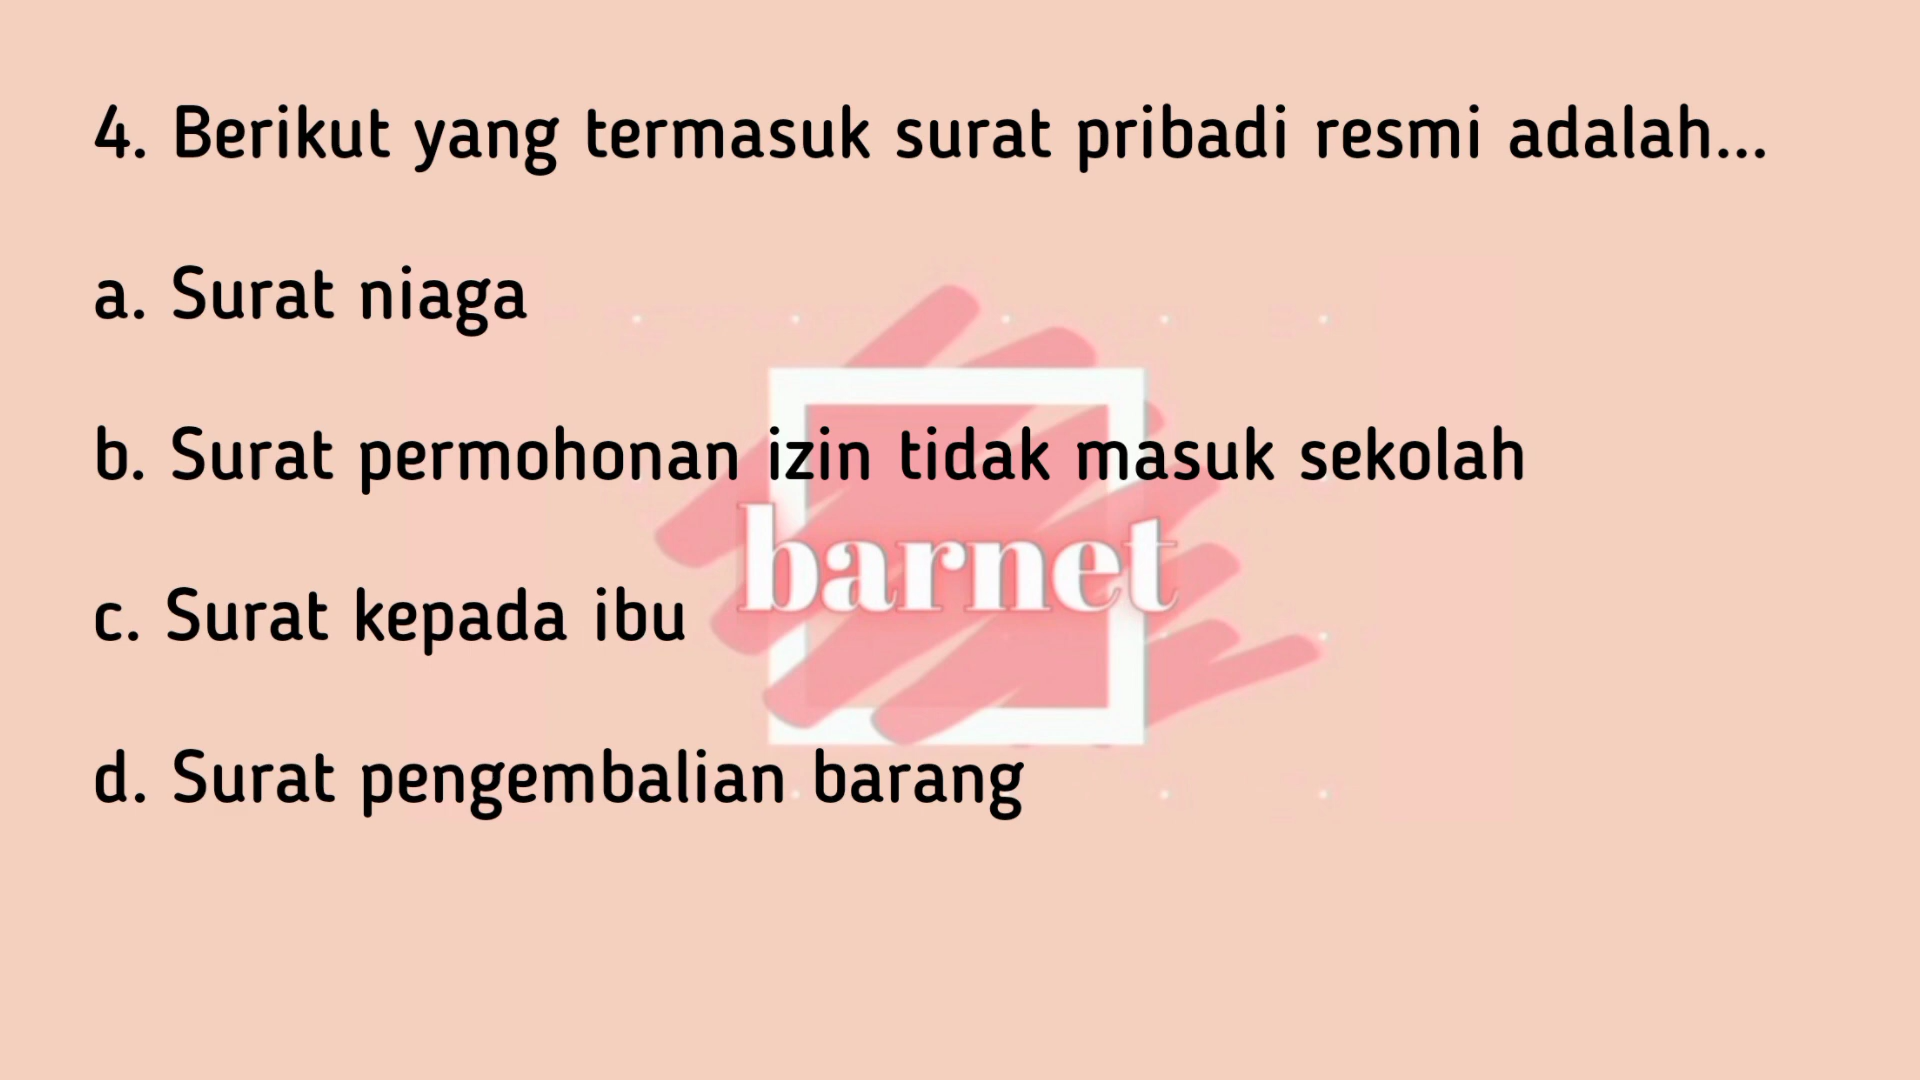 4. Berikut yang termasuk surat pribadi resmi adalah...
a. Surat niaga
b. Surat permohonan izin tidak masuk sekolah
barnet
c. Surat kepada ibu
d. Surat pengembalian barang